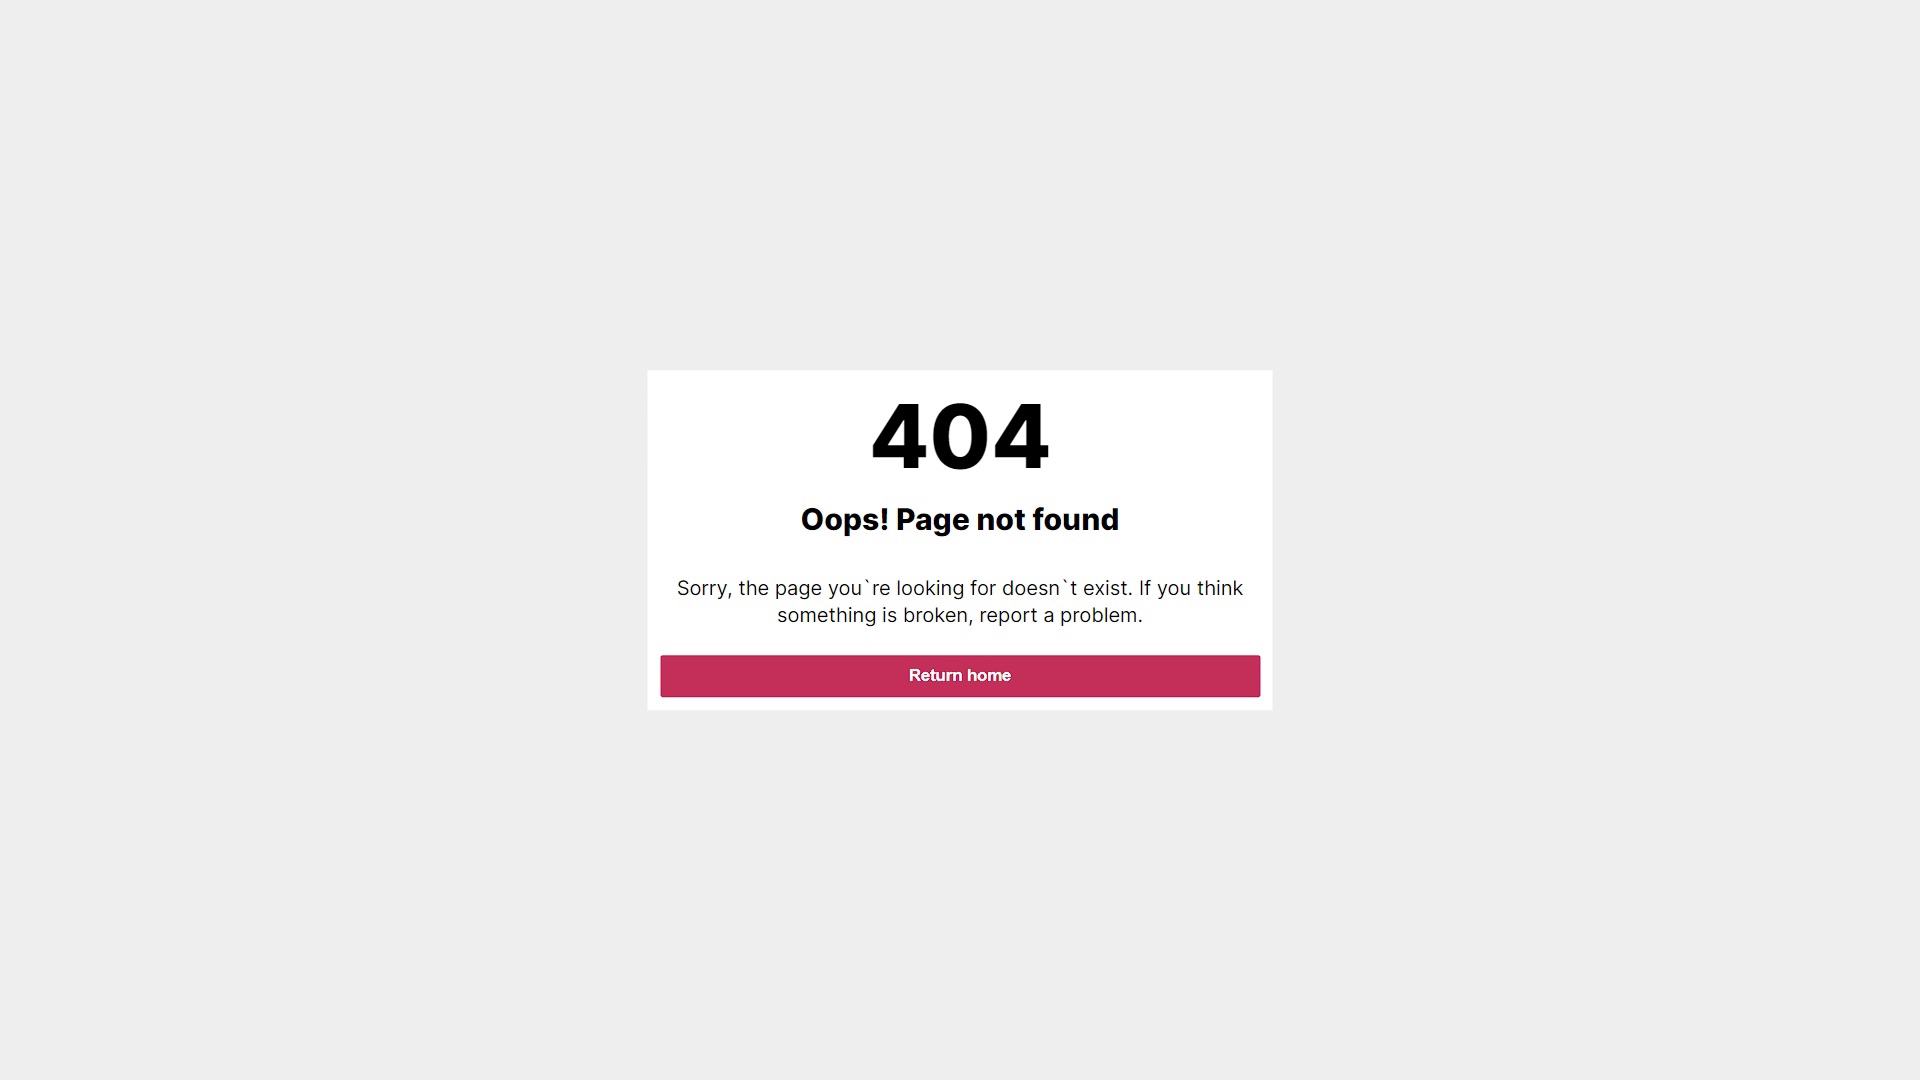 404
Oops! Page not found
Sorry, the page you`re looking for doesn`t exist. If you think
something is broken, report a problem.
Return home